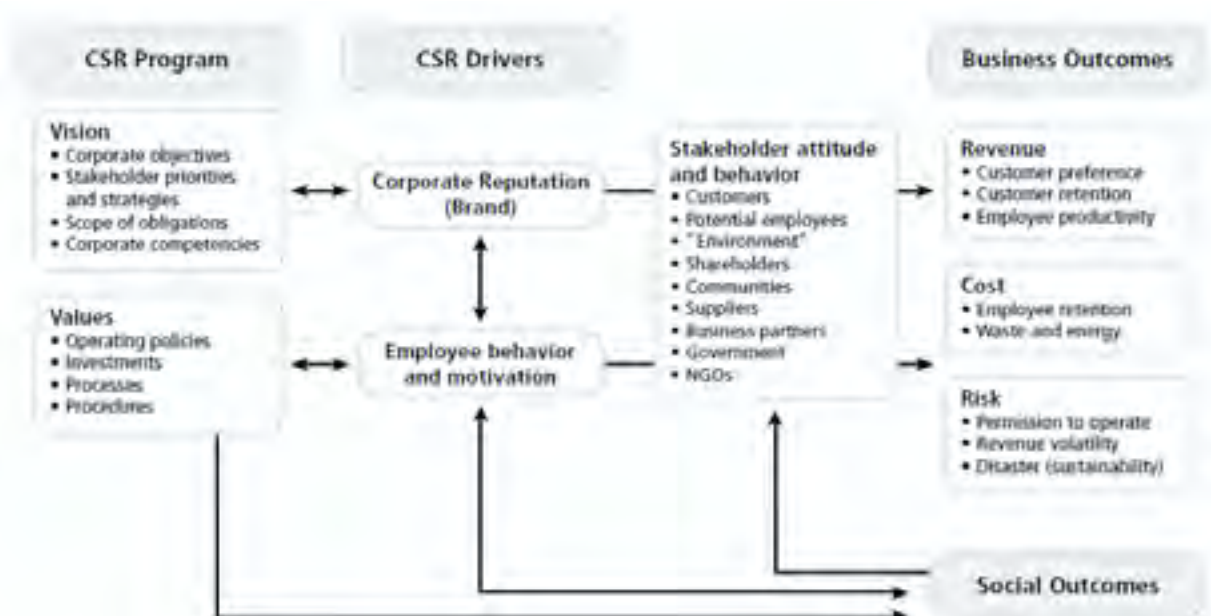 CSR Program
CSR Drivers
Business Outcomes
Vision
• Corporate objectives
• Stakeholder priorities
and strategies
• Scope of obligations
• Corporate competencies
Values
• Operating policies
• Investments
• Processes
• Procedures
Corporate Reputation
(Brand)
Employee behavior
and motivation
Stakeholder attitude
and behavior
• Customers
• Potential employees
• "Environment"
• Shareholders
• Communities
• Suppliers
• Business partners
• Government
• NGOs
Revenue
• Customer preference
• Customer retention
• Employee productivity
Cost
• Employee retention
• Waste and energy
Risk
• Permission to operate
• Revenue volatility
• Disaster (sustainability)
Social Outcomes